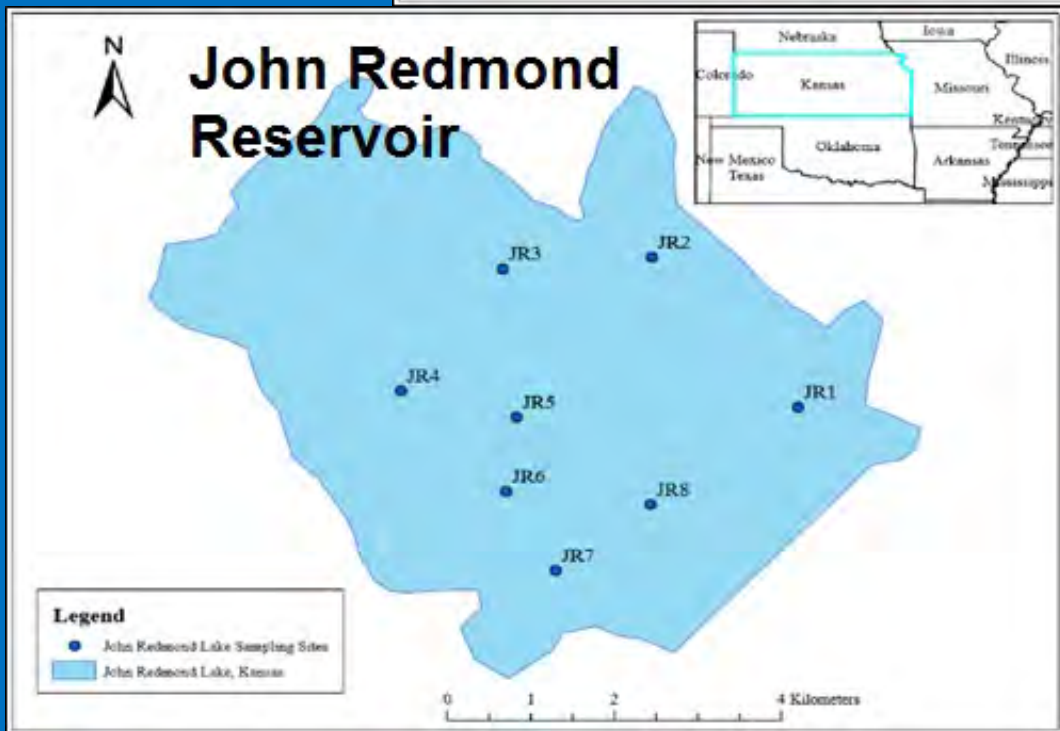 John Redmond
Reservoir
N
Nebraska
Iowa
Illinois
Colorado
Kansas
Missouri
Kentucky
Oklahoma
Tennessee
New Mexico
Arkansas
Texas
Mississippi
JR3
JR2
JR4
JR5
JR1
JR6
JR8
JR7
Legend
John Redmond Lake Sampling Sites
John Redmond Lake, Kansas
0 1 2 4 Kilometers